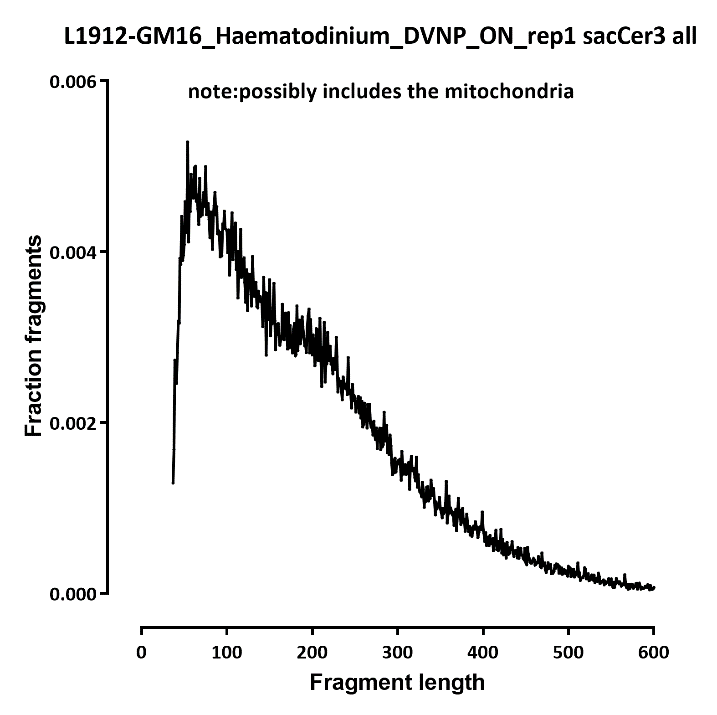 L1912-GM16_Haematodinium_DVNP_ON_rep1 sacCer3 all
note:possibly includes the mitochondria
0.006
0.004
0.002
0.000
Fraction fragments
0 100 200 300 400 500 600
Fragment length